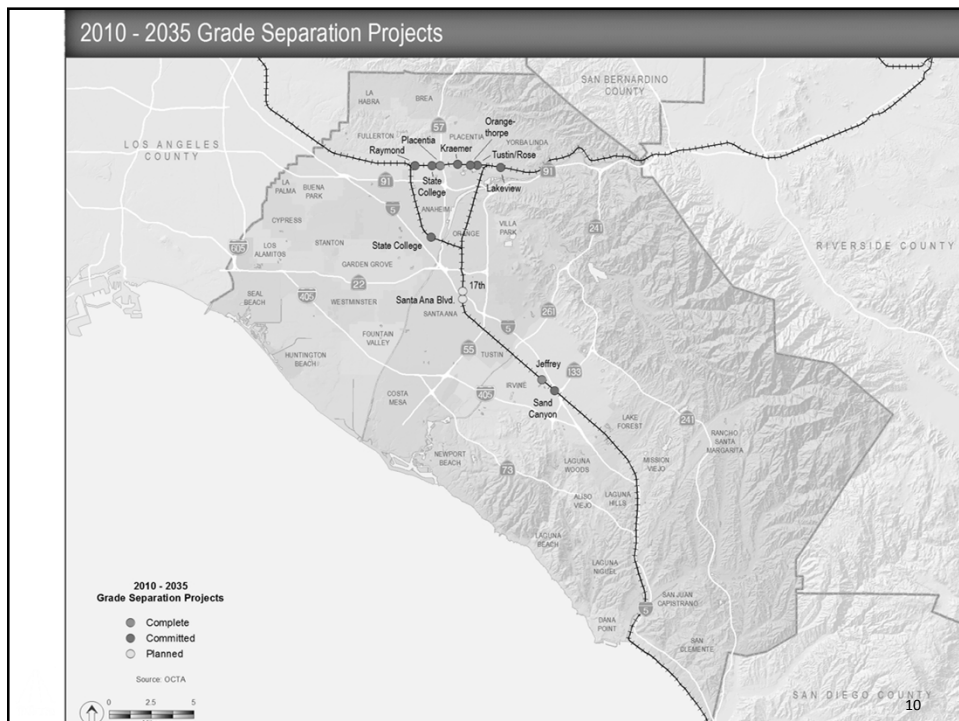 2010 - 2035 Grade Separation Projects
SAN BERNARDINO
COUNTY
LA
HABRA
BREA
57
Orange-
thorpe
FULLERTON
Placentia
PLACENTIA
Kraemer
YORBA LINDA
Raymond
Tustin/Rose
LOS ANGELES
COUNTY
91
State
College
Lakeview
91
LA
PALMA
BUENA
PARK
5
ANAHEIM
CYPRESS
VILLA
PARK
241
State College
ORANGE
605
LOS
ALAMITOS
STANTON
RIVERSIDE COUNTY
GARDEN GROVE
22
17th
SEAL
BEACH
405
WESTMINSTER
Santa Ana Blvd.
SANTA ANA
261
5
FOUNTAIN
VALLEY
55
TUSTIN
HUNTINGTON
BEACH
Jeffrey
133
COSTA
MESA
405
IRVINE
Sand
Canyon
LAKE
FOREST
241
RANCHO
SANTA
MARGARITA
NEWPORT
BEACH
73
LAGUNA
WOODS
MISSION
VIEJO
ALISO
VIEJO
LAGUNA
HILLS
LAGUNA
BEACH
LAGUNA
NIGUEL
SAN JUAN
CAPISTRANO
5
DANA
POINT
SAN
CLEMENTE
2010 - 2035
Grade Separation Projects
Complete
Committed
Planned
Source: OCTA
0 2.5 5
SAN DIEGO COUNTY
10